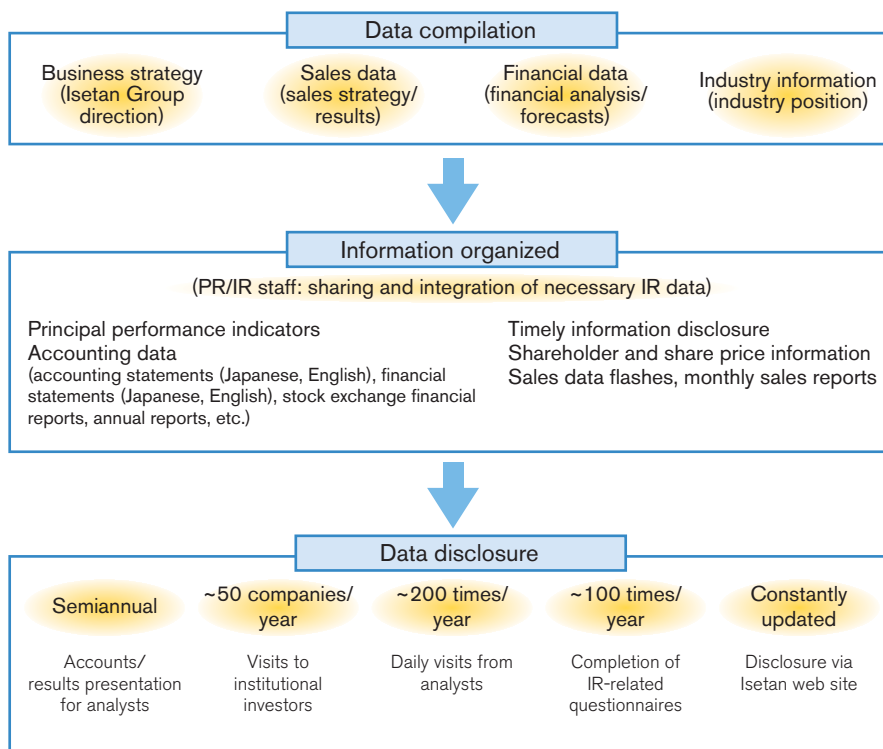 Data compilation
Business strategy
(Isetan Group
direction)
Sales data
(sales strategy/
results)
Financial data
(financial analysis/
forecasts)
Industry information
(industry position)
Information organized
(PR/IR staff: sharing and integration of necessary IR data)
Principal performance indicators
Accounting data
(accounting statements (Japanese, English), financial
statements (Japanese, English), stock exchange financial
reports, annual reports, etc.)
Timely information disclosure
Shareholder and share price information
Sales data flashes, monthly sales reports
Data disclosure
Semiannual
Accounts/
results presentation
for analysts
~50 companies/
year
Visits to
institutional
investors
~200 times/
year
Daily visits from
analysts
~100 times/
year
Completion of
IR-related
questionnaires
Constantly
updated
Disclosure via
Isetan web site